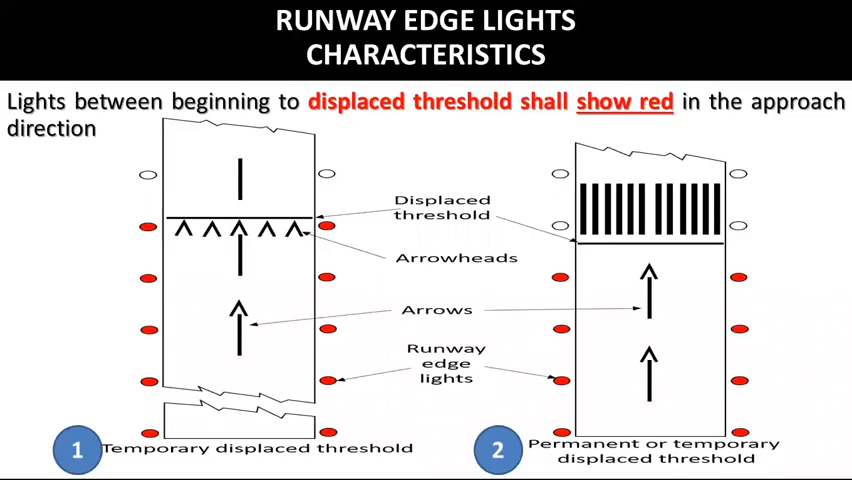 RUNWAY EDGE LIGHTS
CHARACTERISTICS
Lights between beginning to displaced threshold shall show red in the approach
direction
Displaced
threshold
Arrowheads
Arrows
Runway
edge
lights
1
Temporary displaced threshold
2
Permanent or temporary
displaced threshold